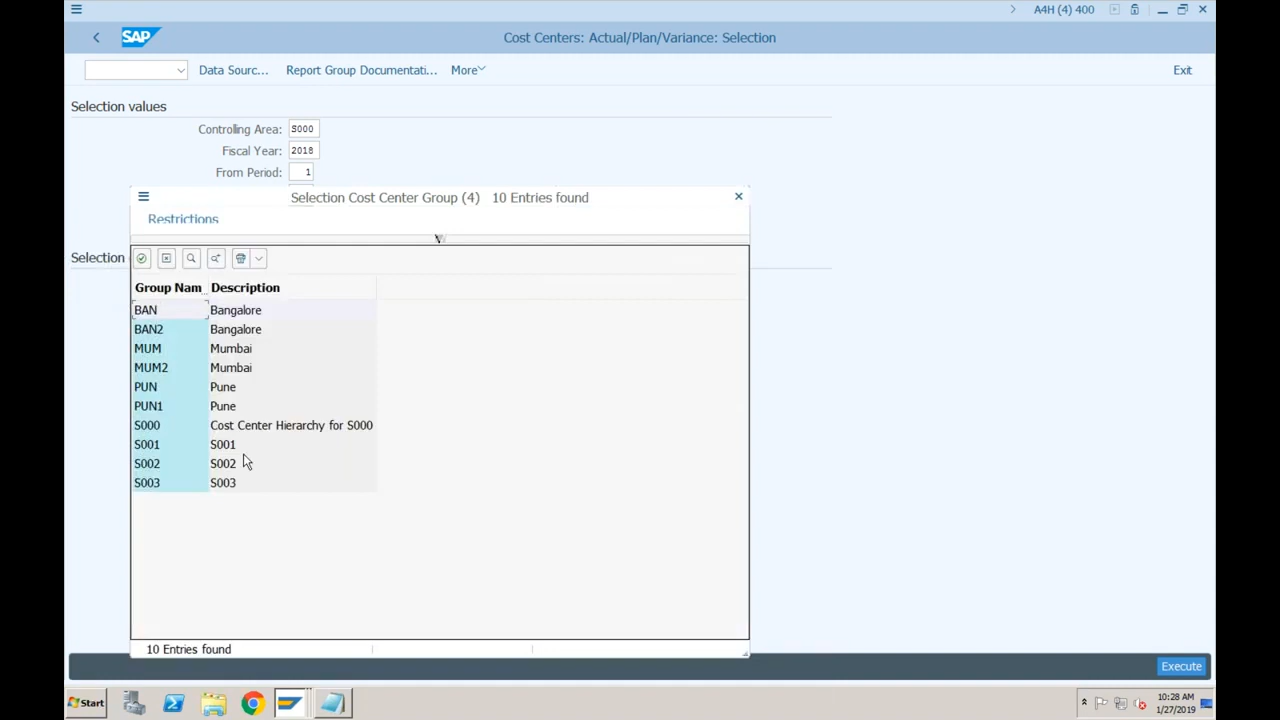 A4H (4) 400
SAP
Cost Centers: Actual/Plan/Variance: Selection
Data Sourc... Report Group Documentati... More Exit
Selection values
Controlling Area: S000
Fiscal Year: 2018
From Period: 1
Selection Cost Center Group (4) 10 Entries found
Restrictions
Selection
Group Nam.. Description
BAN Bangalore
BAN2 Bangalore
MUM Mumbai
MUM2 Mumbai
PUN Pune
PUN1 Pune
S000 Cost Center Hierarchy for S000
S001 S001
S002 S002
S003 S003
10 Entries found
Execute
Start
10:28 AM
1/27/2019